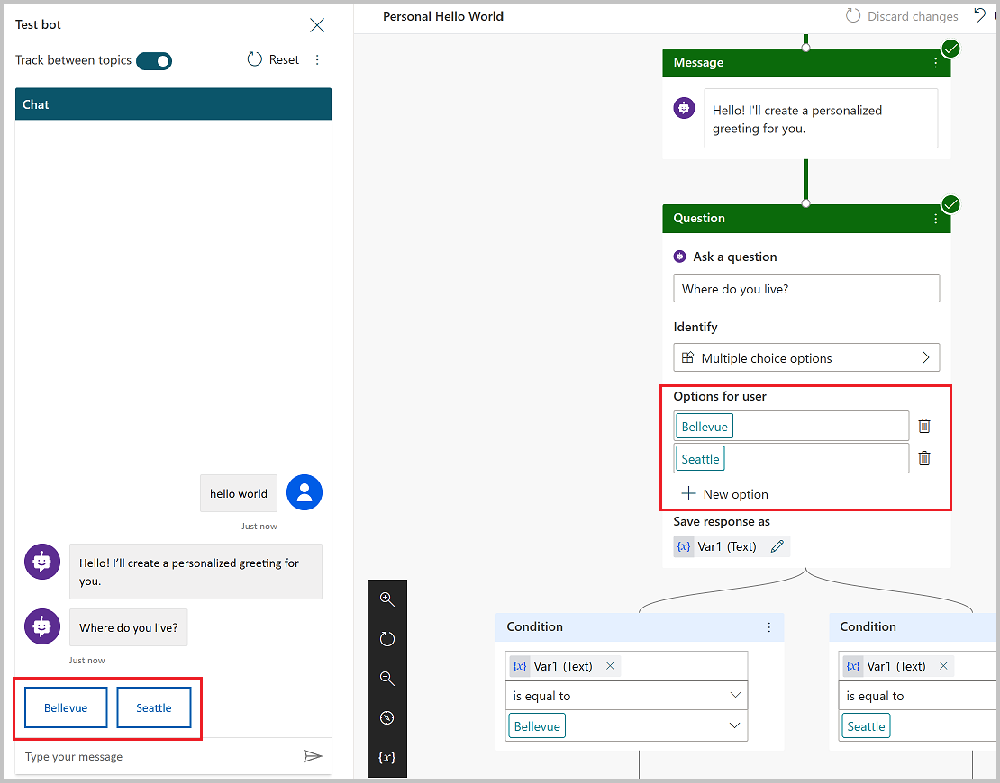 Test bot
Track between topics
Reset
Chat
hello world
Just now
Hello! I'll create a personalized greeting for
you.
Where do you live?
Just now
Bellevue
Seattle
Type your message
Personal Hello World
Discard changes
Message
Hello! I'll create a personalized
greeting for you.
Question
Ask a question
Where do you live?
Identify
Multiple choice options
Options for user
Bellevue
Seattle
New option
Save response as
{x} Var1 (Text)
{x}
Condition
{x} Var1 (Text)
is equal to
Bellevue
Condition
{x} Var1 (Text)
is equal to
Seattle